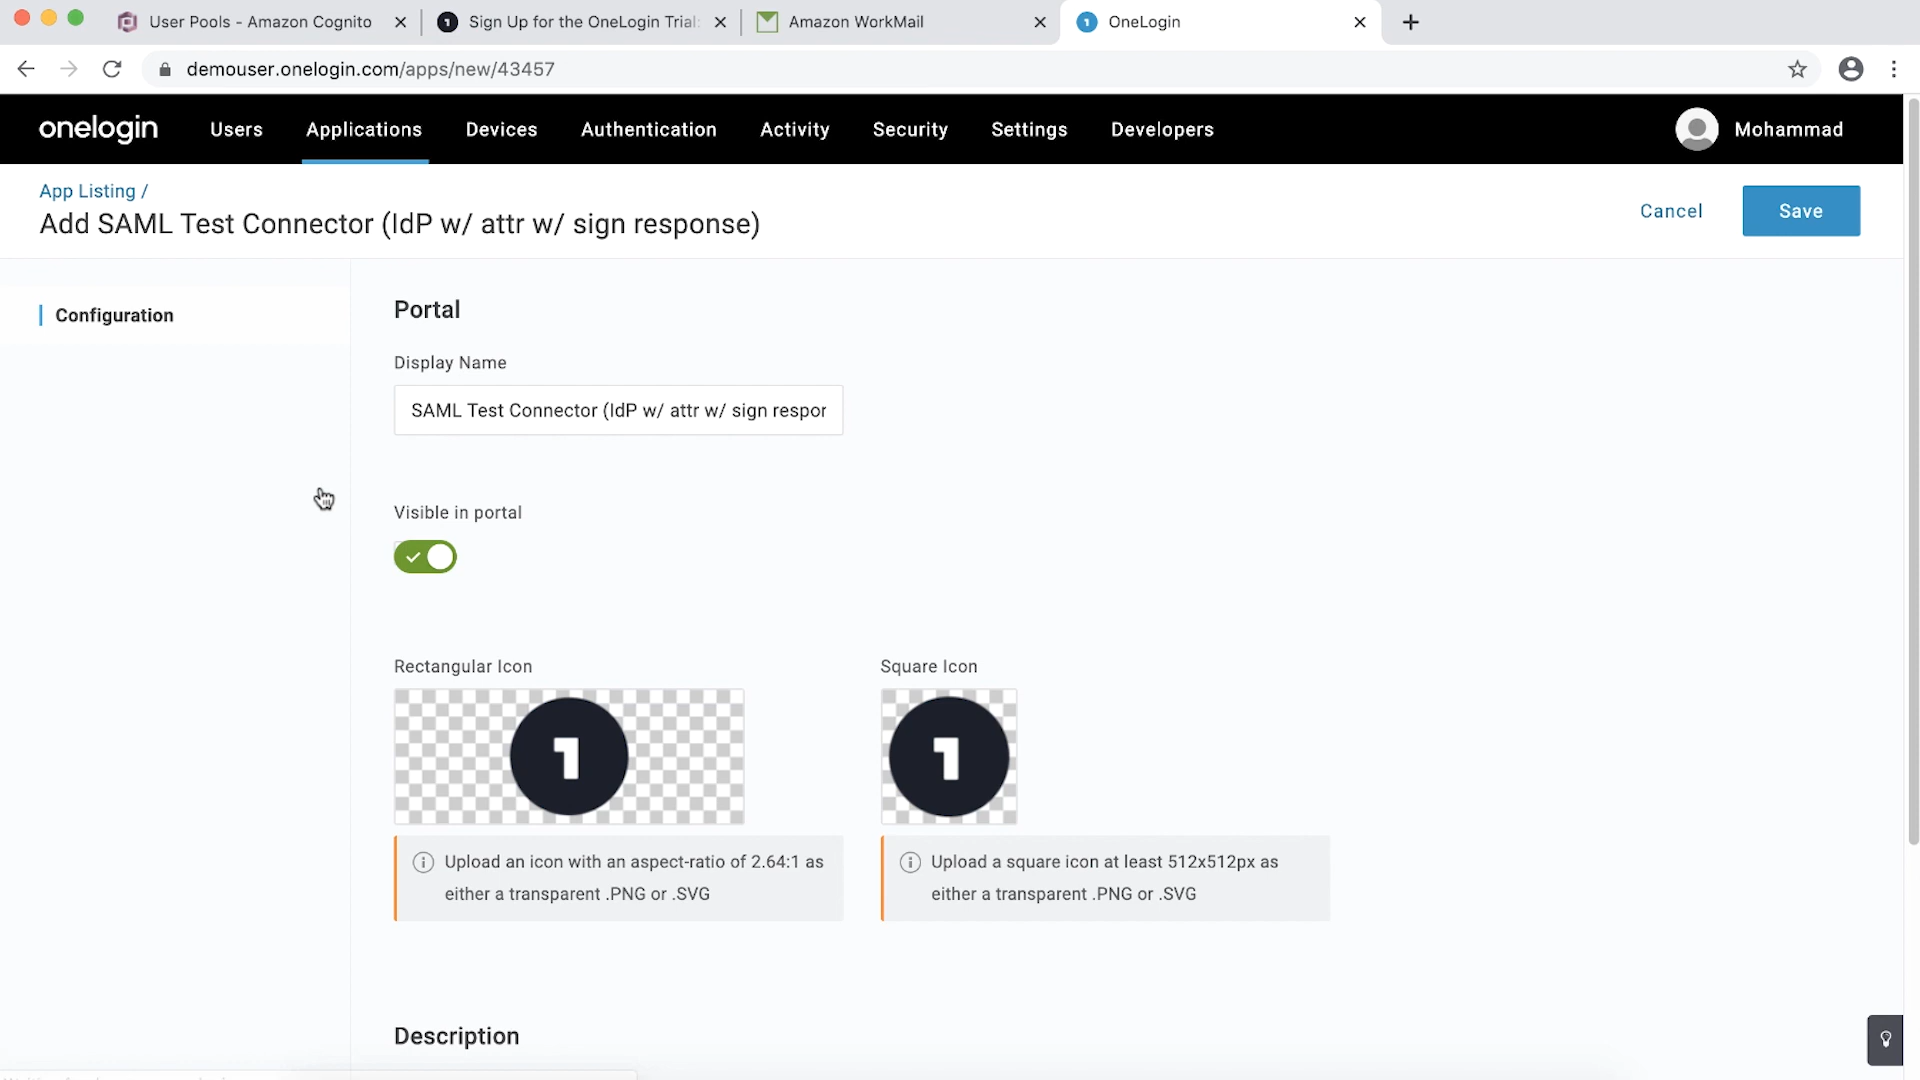 User Pools - Amazon Cognito
Sign Up for the OneLogin Trial:
Amazon WorkMail
OneLogin
demouser.onelogin.com/apps/new/43457
onelogin
Users
Applications
Devices
Authentication
Activity
Security
Settings
Developers
Mohammad
App Listing /
Add SAML Test Connector (IdP w/ attr w/ sign response)
Cancel
Save
Configuration
Portal
Display Name
SAML Test Connector (IdP w/ attr w/ sign respor
Visible in portal
Rectangular Icon
Square Icon
1
1
Upload an icon with an aspect-ratio of 2.64:1 as
either a transparent .PNG or .SVG
Upload a square icon at least 512x512px as
either a transparent .PNG or .SVG
Description